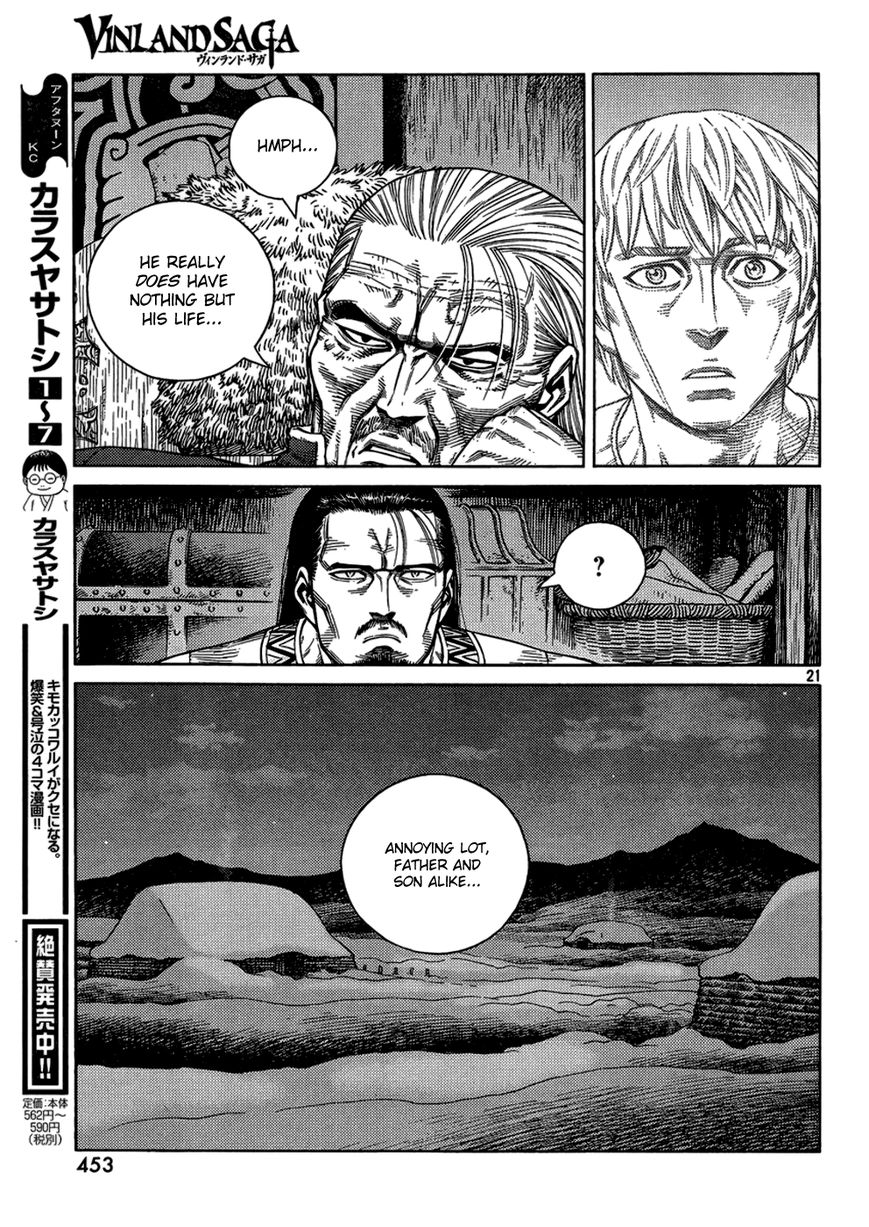 VINLAND SAGA
ヴィンランド・サガ
HMPH...
HE REALLY
DOES HAVE
NOTHING BUT
HIS LIFE...
?
21
ANNOYING LOT,
FATHER AND
SON ALIKE...
アフタヌーン
KC
カラスヤサトシ 1〜7
カラスヤサトシ
キモカッコワルイがクセになる。
爆笑&号泣の4コマ漫画!!
絶賛発売中!!
定価:本体
562円〜
590円
(税別)
453